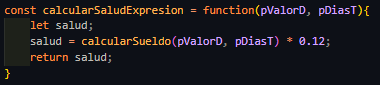 const calcularSaludExpresion = function(pValorD, pDiasT){
    let salud;
    salud = calcularSueldo(pValorD, pDiasT) * 0.12;
    return salud;
}